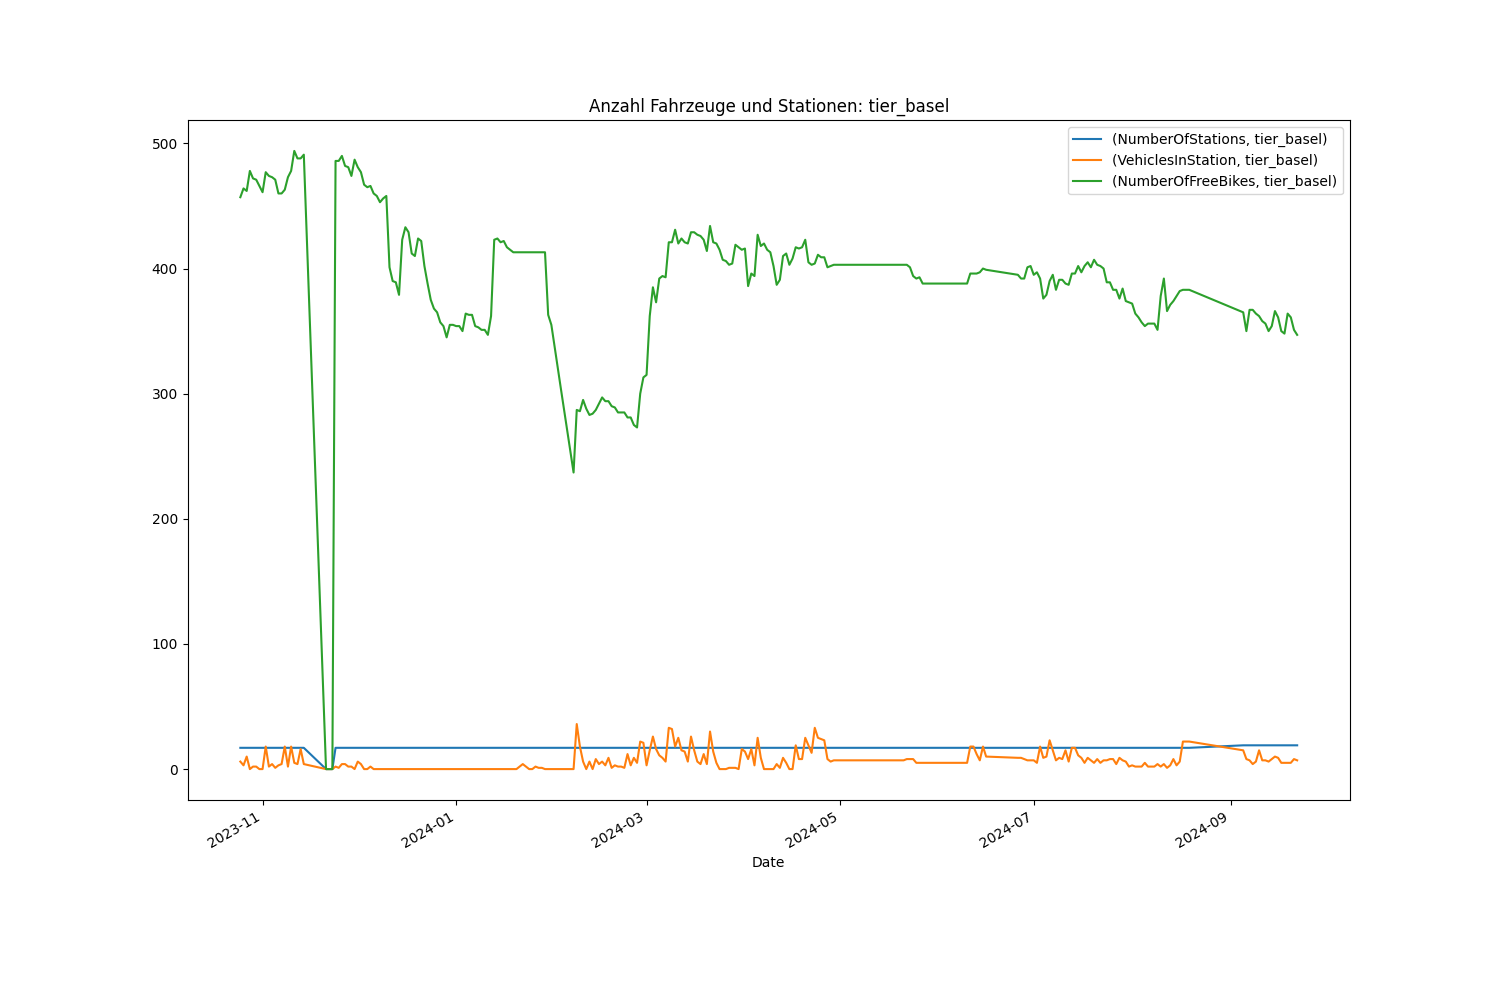 Anzahl Fahrzeuge und Stationen: tier_basel
(NumberOfStations, tier_basel)
(VehiclesInStation, tier_basel)
(NumberOfFreeBikes, tier_basel)
500
400
300
200
100
0
2023-11
2024-01
2024-03
2024-05
2024-07
2024-09
Date